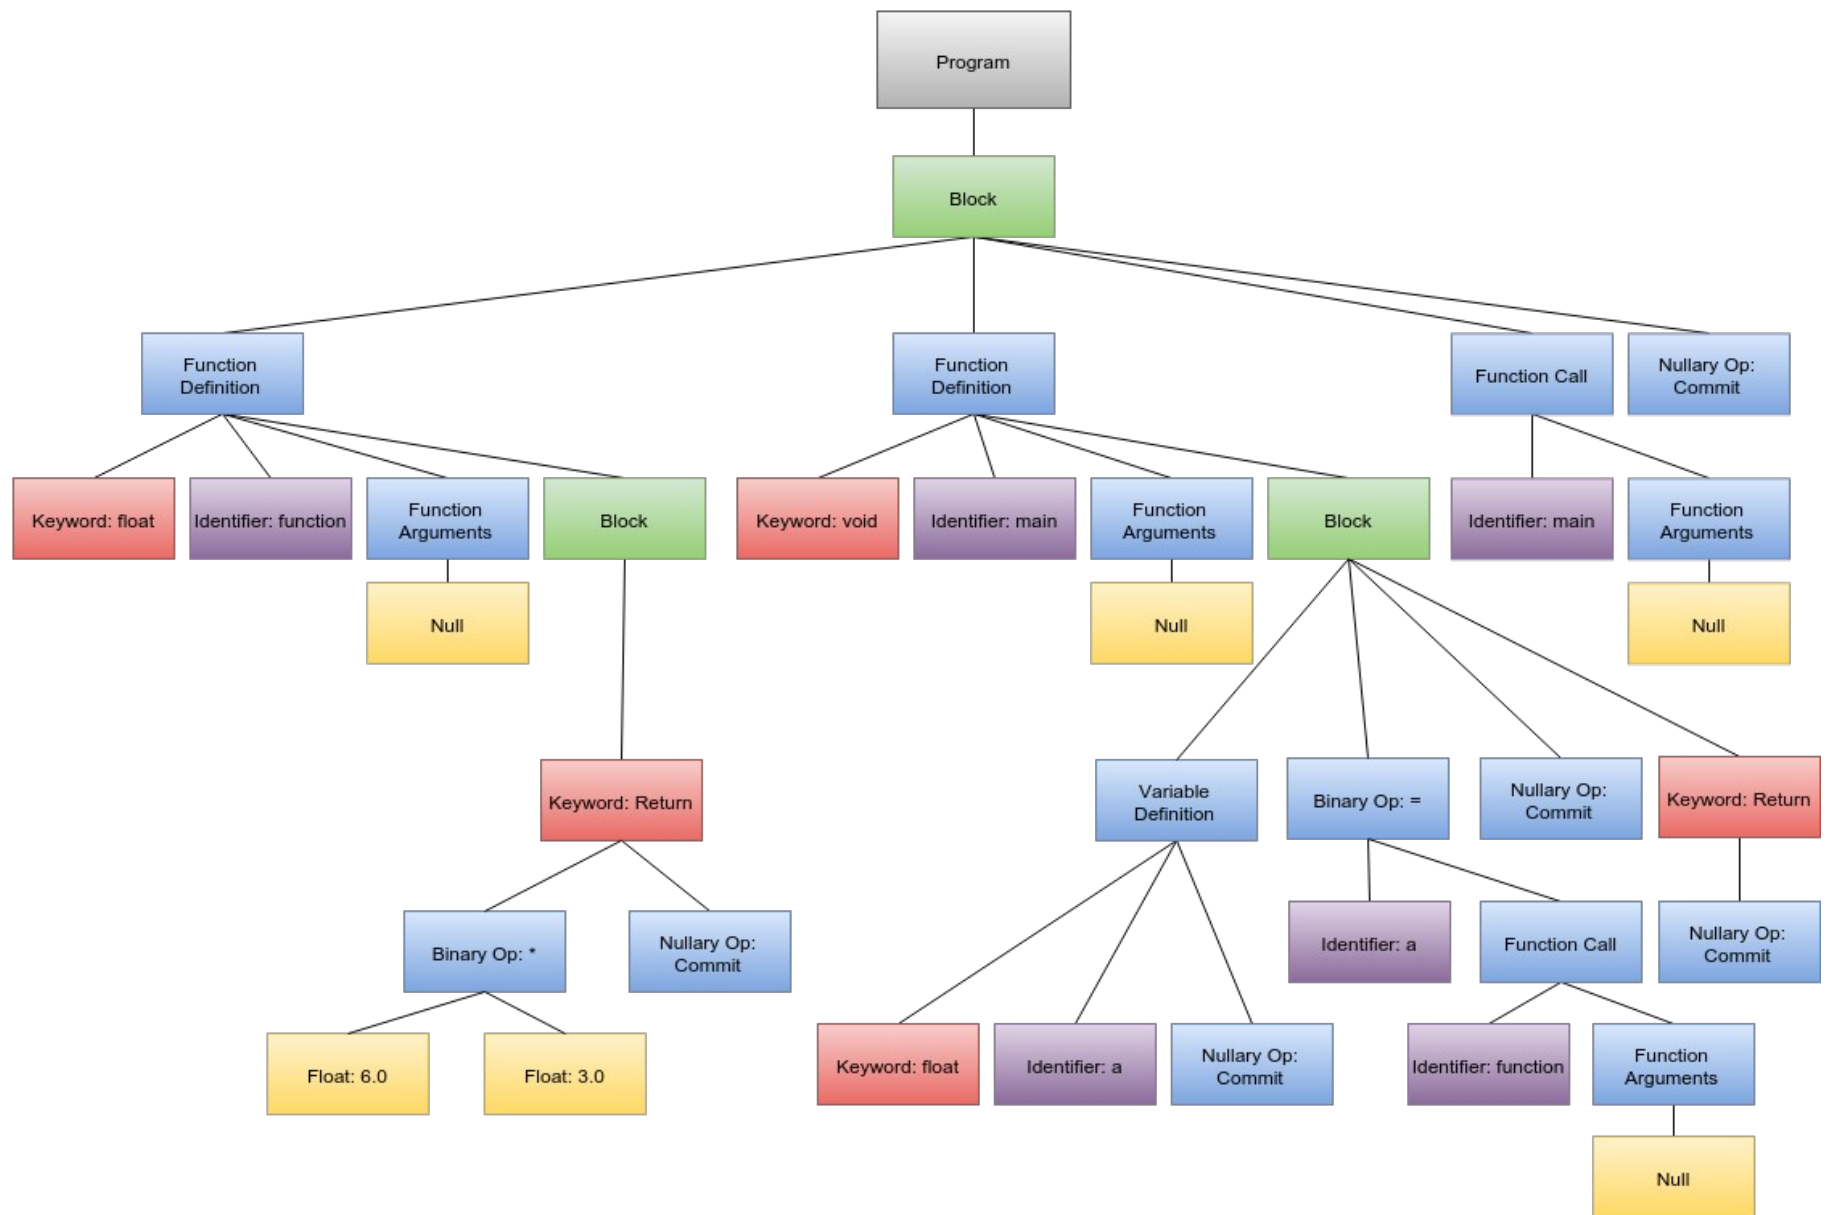 Program
Block
Function
Definition
Function
Definition
Function Call
Nullary Op:
Commit
Keyword: float
Identifier: function
Function
Arguments
Block
Keyword: void
Identifier: main
Function
Arguments
Block
Identifier: main
Function
Arguments
Null
Null
Null
Keyword: Return
Variable
Definition
Binary Op: =
Nullary Op:
Commit
Keyword: Return
Binary Op: *
Nullary Op:
Commit
Identifier: a
Function Call
Nullary Op:
Commit
Float: 6.0
Float: 3.0
Keyword: float
Identifier: a
Nullary Op:
Commit
Identifier: function
Function
Arguments
Null